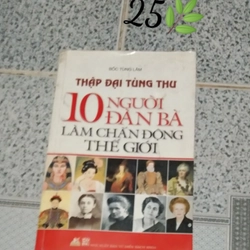 25
THẬP ĐẠI TÙNG THƯ
10 NGƯỜI
ĐÀN BÀ
LÀM CHẤN ĐỘNG
THẾ GIỚI